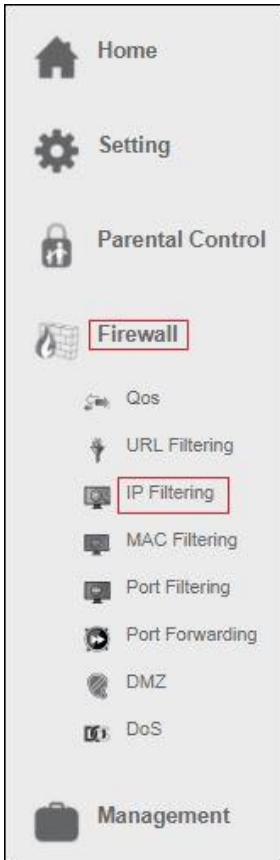 Home
Setting
Parental Control
Firewall
Qos
URL Filtering
IP Filtering
MAC Filtering
Port Filtering
Port Forwarding
DMZ
DoS
Management